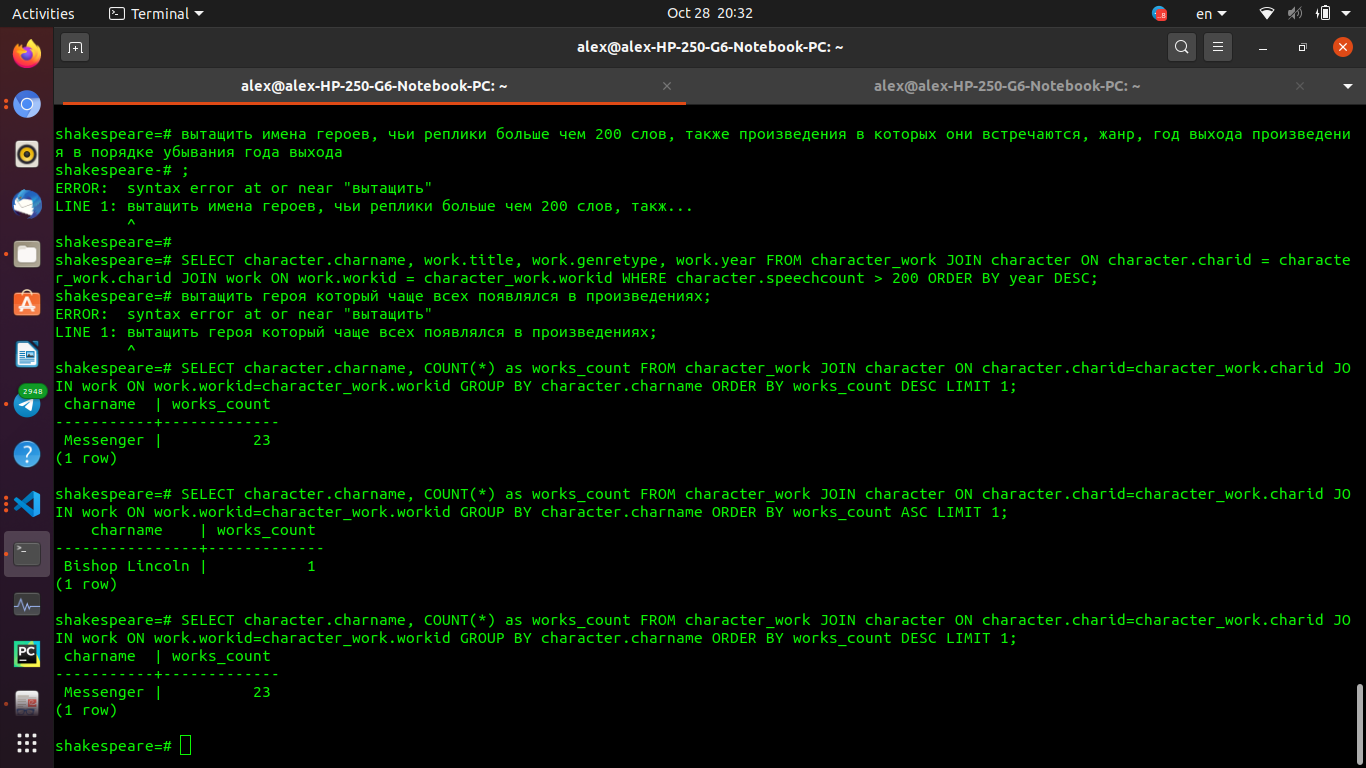 Activities
Terminal
Oct 28 20:32
en
alex@alex-HP-250-G6-Notebook-PC: ~
alex@alex-HP-250-G6-Notebook-PC: ~
alex@alex-HP-250-G6-Notebook-PC: ~
shakespeare=# вытащить имена героев, чьи реплики больше чем 200 слов, также произведения в которых они встречаются, жанр, год выхода произведени
я в порядке убывания года выхода
shakespeare-# ;
ERROR:  syntax error at or near "вытащить"
LINE 1: вытащить имена героев, чьи реплики больше чем 200 слов, такж...
        ^
shakespeare=#
shakespeare=# SELECT character.charname, work.title, work.genretype, work.year FROM character_work JOIN character ON character.charid = characte
r_work.charid JOIN work ON work.workid = character_work.workid WHERE character.speechcount > 200 ORDER BY year DESC;
shakespeare=# вытащить героя который чаще всех появлялся в произведениях;
ERROR:  syntax error at or near "вытащить"
LINE 1: вытащить героя который чаще всех появлялся в произведениях;
        ^
shakespeare=# SELECT character.charname, COUNT(*) as works_count FROM character_work JOIN character ON character.charid=character_work.charid JO
IN work ON work.workid=character_work.workid GROUP BY character.charname ORDER BY works_count DESC LIMIT 1;
 charname  | works_count
-----------+-------------
 Messenger |          23
(1 row)
shakespeare=# SELECT character.charname, COUNT(*) as works_count FROM character_work JOIN character ON character.charid=character_work.charid JO
IN work ON work.workid=character_work.workid GROUP BY character.charname ORDER BY works_count ASC LIMIT 1;
    charname    | works_count
----------------+-------------
 Bishop Lincoln |           1
(1 row)
shakespeare=# SELECT character.charname, COUNT(*) as works_count FROM character_work JOIN character ON character.charid=character_work.charid JO
IN work ON work.workid=character_work.workid GROUP BY character.charname ORDER BY works_count DESC LIMIT 1;
 charname  | works_count
-----------+-------------
 Messenger |          23
(1 row)
shakespeare=#
2948
PC